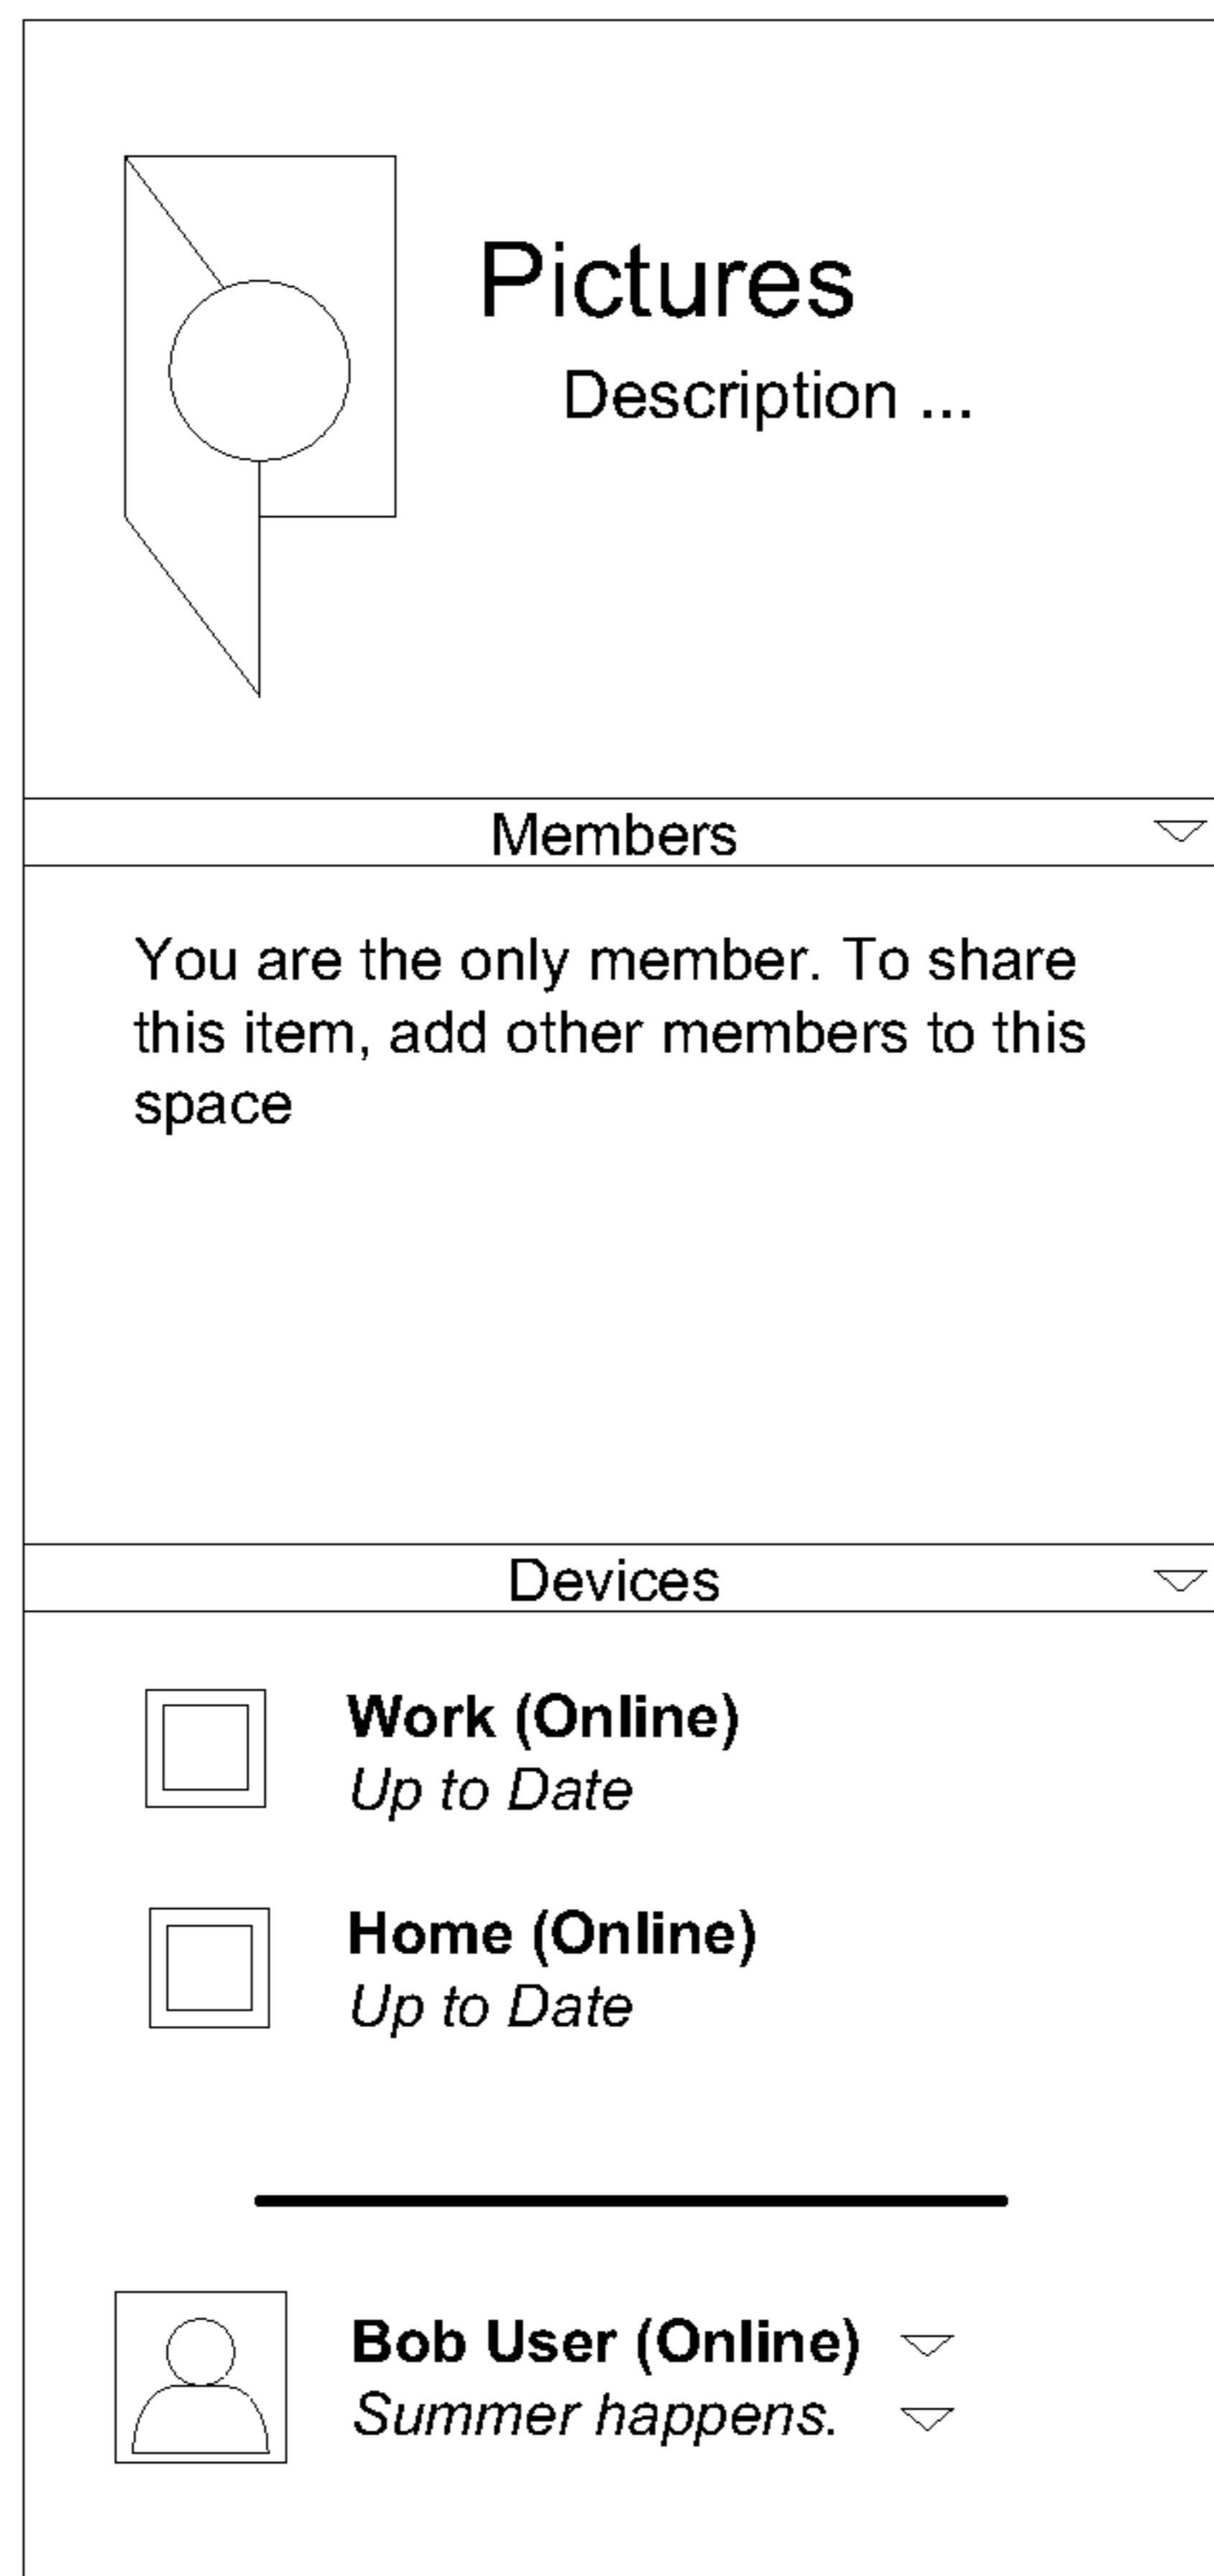 Pictures
Description ...
Members
You are the only member. To share
this item, add other members to this
space
Devices
Work (Online)
Up to Date
Home (Online)
Up to Date
Bob User (Online)
Summer happens.